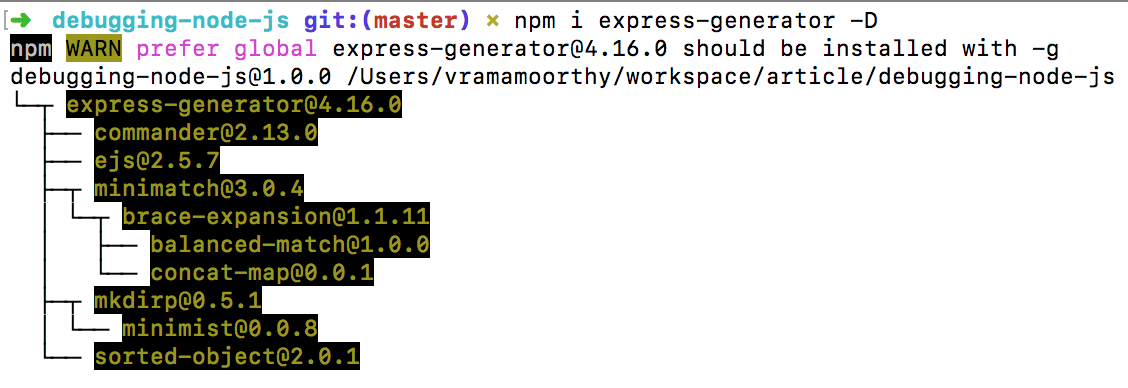 ➜ debugging-node-js git:(master) × npm i express-generator -D
npm WARN prefer global express-generator@4.16.0 should be installed with -g
debugging-node-js@1.0.0 /Users/vramamoorthy/workspace/article/debugging-node-js
└─┬ express-generator@4.16.0
  ├── commander@2.13.0
  ├── ejs@2.5.7
  ├─┬ minimatch@3.0.4
  │ └─┬ brace-expansion@1.1.11
  │   ├── balanced-match@1.0.0
  │   └── concat-map@0.0.1
  ├─┬ mkdirp@0.5.1
  │ └── minimist@0.0.8
  └── sorted-object@2.0.1